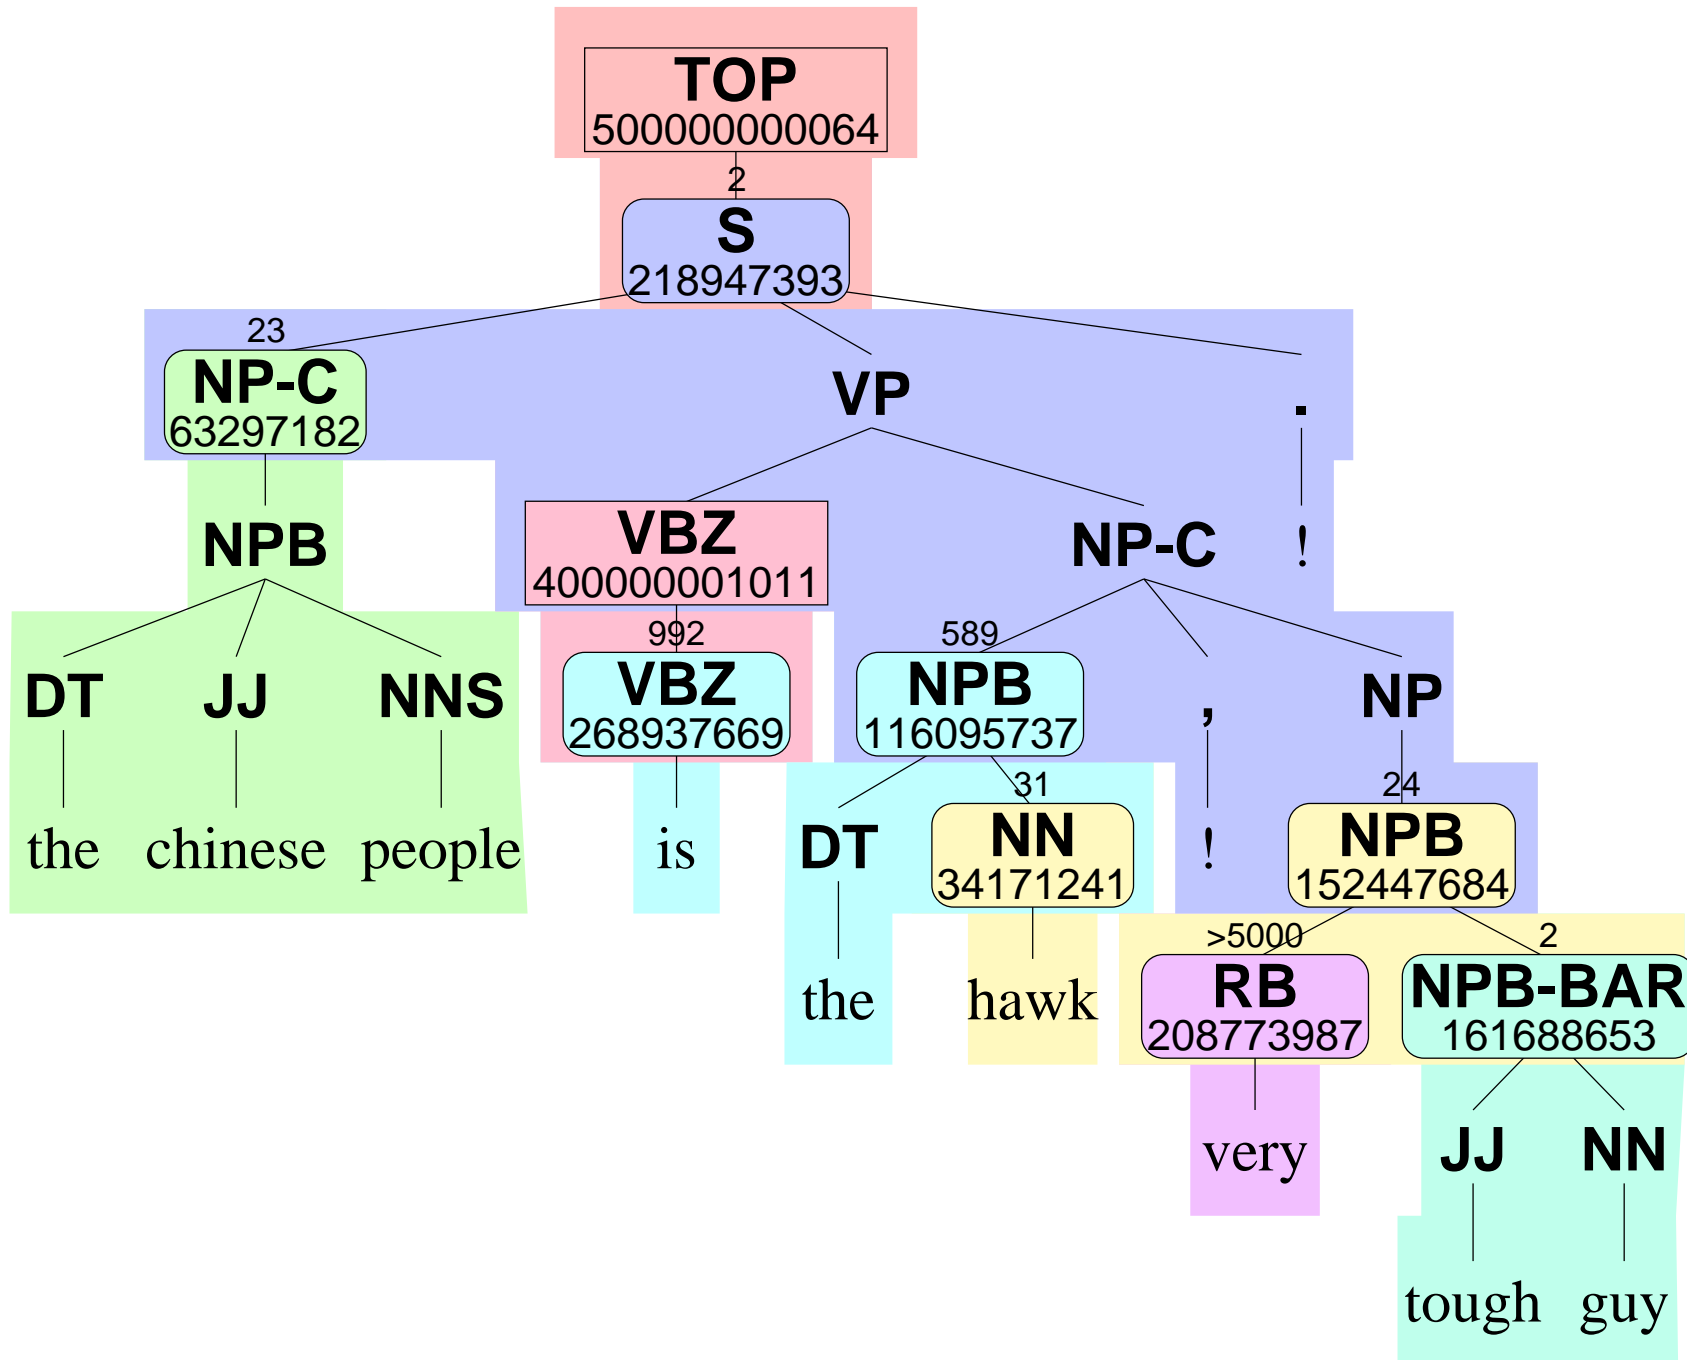 TOP
500000000064
2
S
218947393
23
NP-C
63297182
VP
.
NPB
VBZ
400000001011
NP-C
!
DT
JJ
NNS
992
VBZ
268937669
589
NPB
116095737
,
NP
the
chinese
people
is
DT
31
NN
34171241
!
24
NPB
152447684
the
hawk
>5000
RB
208773987
2
NPB-BAR
161688653
very
JJ
NN
tough
guy